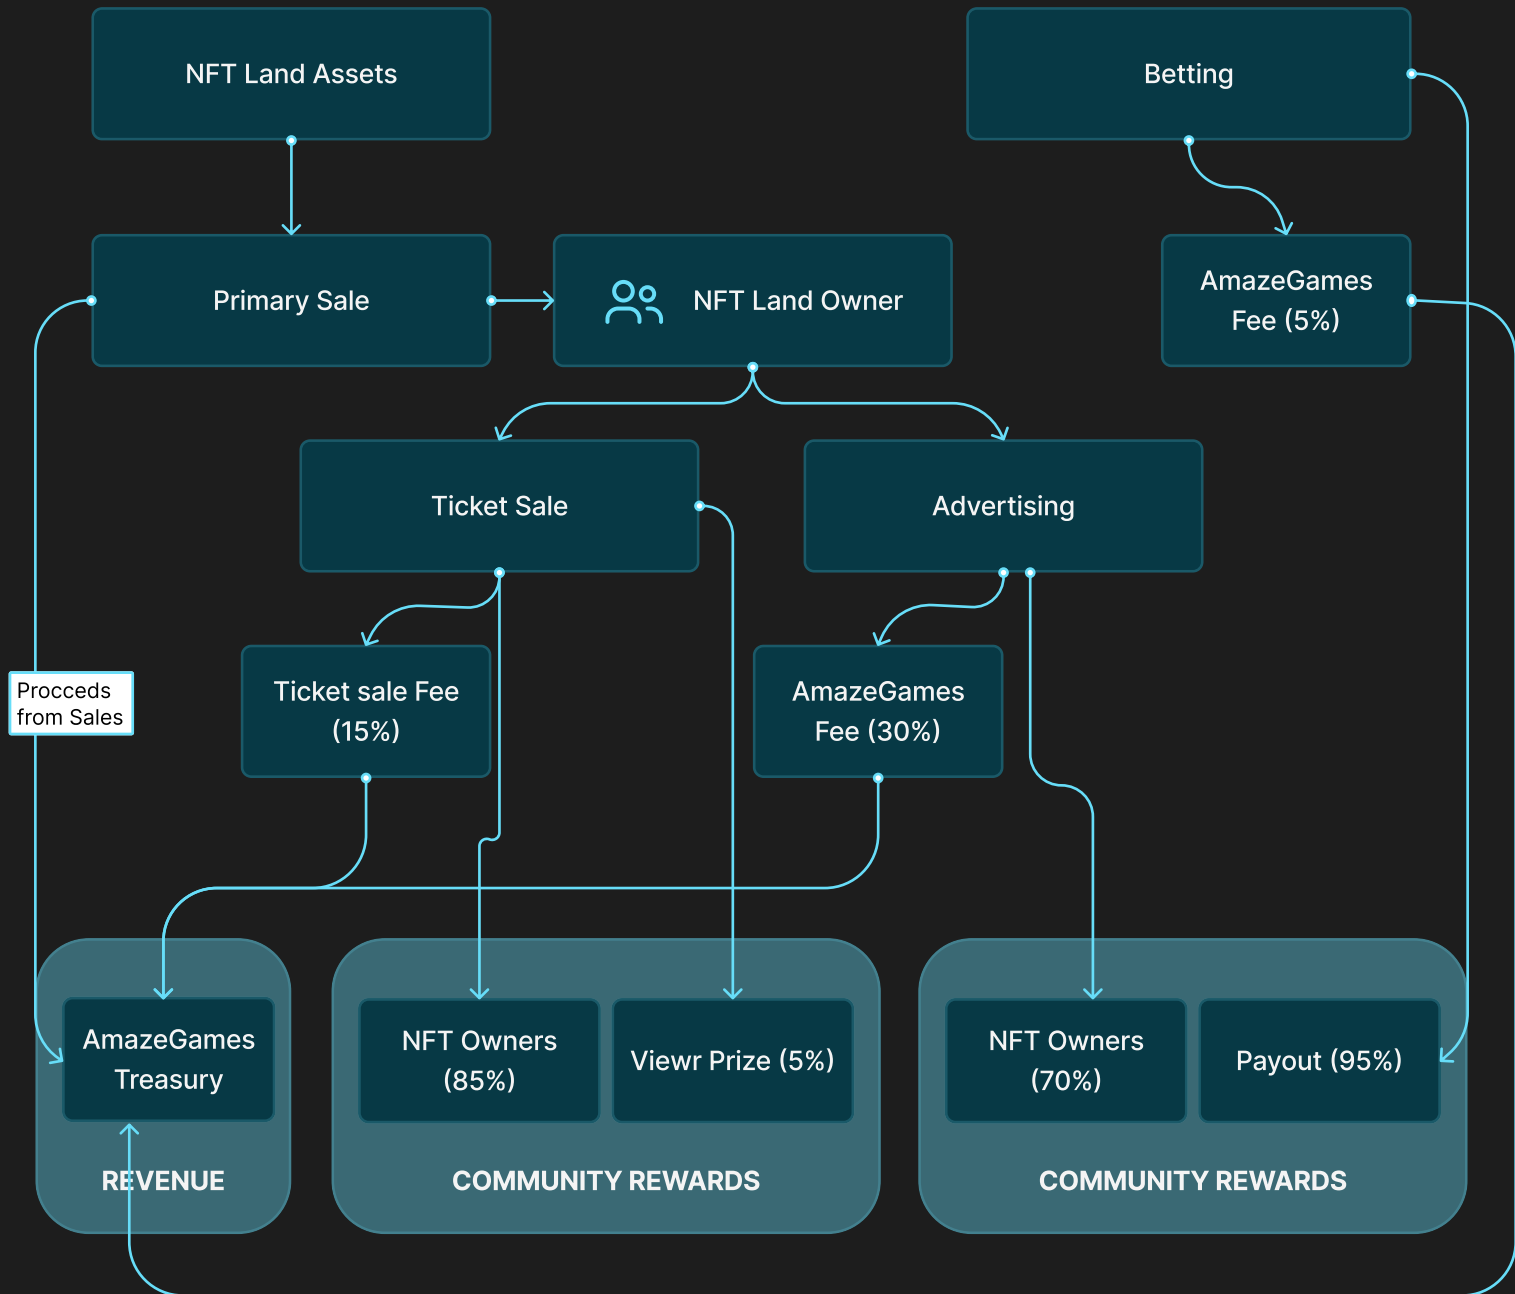 NFT Land Assets
Betting
Primary Sale
NFT Land Owner
AmazeGames
Fee (5%)
Ticket Sale
Advertising
Procceds
from Sales
Ticket sale Fee
(15%)
AmazeGames
Fee (30%)
AmazeGames
Treasury
NFT Owners
(85%)
Viewr Prize (5%)
NFT Owners
(70%)
Payout (95%)
REVENUE
COMMUNITY REWARDS
COMMUNITY REWARDS